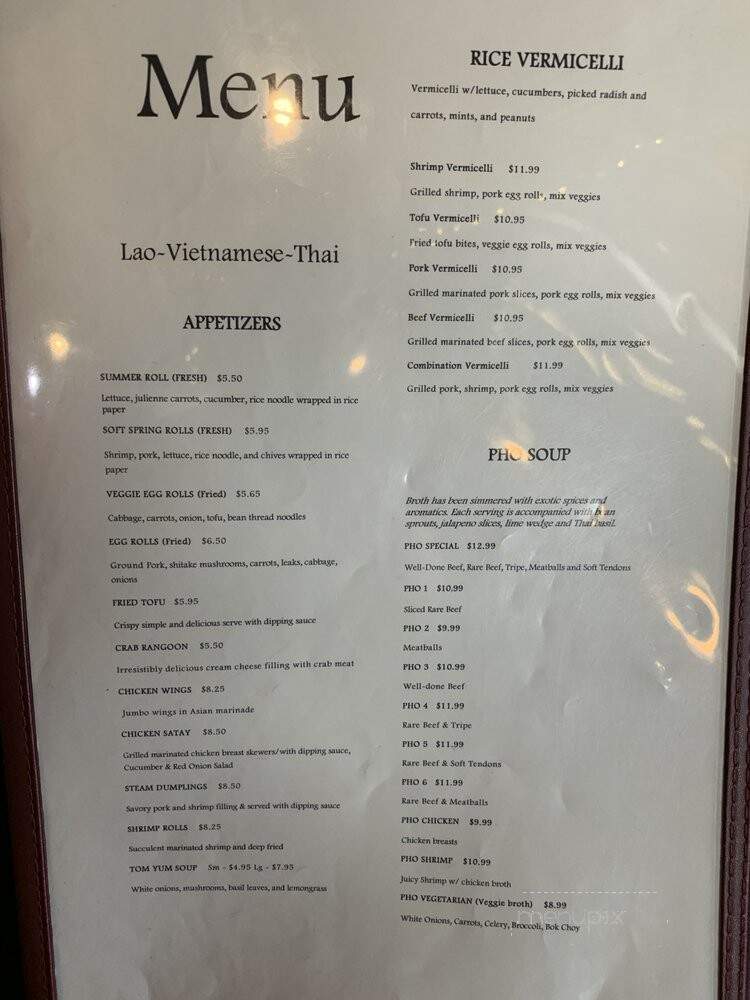 Menu
Lao-Vietnamese-Thai
APPETIZERS
SUMMER ROLL (FRESH) $5.50
Lettuce, julienne carrots, cucumber, rice noodle wrapped in rice
paper
SOFT SPRING ROLLS (FRESH) $5.95
Shrimp, pork, lettuce, rice noodle, and chives wrapped in rice
paper
VEGGIE EGG ROLLS (Fried) $5.65
Cabbage, carrots, onion, tofu, bean thread noodles
EGG ROLLS (Fried) $6.50
Ground Pork, shitake mushrooms, carrots, leaks, cabbage,
onions
FRIED TOFU $5.95
Crispy simple and delicious serve with dipping sauce
CRAB RANGOON $5.50
Irresistibly delicious cream cheese filling with crab meat
CHICKEN WINGS $8.25
Jumbo wings in Asian marinade
CHICKEN SATAY $8.50
Grilled marinated chicken breast skewers/with dipping sauce,
Cucumber & Red Onion Salad
STEAM DUMPLINGS $8.50
Savory pork and shrimp filling & served with dipping sauce
SHRIMP ROLLS $8.25
Succulent marinated shrimp and deep fried
TOM YUM SOUP Sm - $4.95 Lg - $7.95
White onions, mushrooms, basil leaves, and lemongrass
RICE VERMICELLI
Vermicelli w/lettuce, cucumbers, picked radish and
carrots, mints, and peanuts
Shrimp Vermicelli $11.99
Grilled shrimp, pork egg rolls, mix veggies
Tofu Vermicelli $10.95
Fried tofu bites, veggie egg rolls, mix veggies
Pork Vermicelli $10.95
Grilled marinated pork slices, pork egg rolls, mix veggies
Beef Vermicelli $10.95
Grilled marinated beef slices, pork egg rolls, mix veggies
Combination Vermicelli $11.99
Grilled pork, shrimp, pork egg rolls, mix veggies
PHO SOUP
Broth has been simmered with exotic spices and
aromatics. Each serving is accompanied with bean
sprouts, jalapeno slices, lime wedge and Thai basil.
PHO SPECIAL $12.99
Well-Done Beef, Rare Beef, Tripe, Meatballs and Soft Tendons
PHO 1 $10.99
Sliced Rare Beef
PHO 2 $9.99
Meatballs
PHO 3 $10.99
Well-done Beef
PHO 4 $11.99
Rare Beef & Tripe
PHO 5 $11.99
Rare Beef & Soft Tendons
PHO 6 $11.99
Rare Beef & Meatballs
PHO CHICKEN $9.99
Chicken breasts
PHO SHRIMP $10.99
Juicy Shrimp w/ chicken broth
PHO VEGETARIAN (Veggie broth) $8.99
menupix
White Onions, Carrots, Celery, Broccoli, Bok Choy